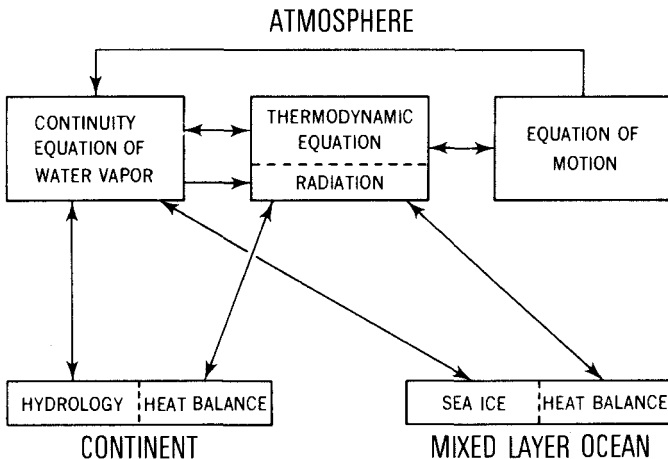 ATMOSPHERE
CONTINUITY
EQUATION OF
WATER VAPOR
THERMODYNAMIC
EQUATION
RADIATION
EQUATION OF
MOTION
HYDROLOGY
HEAT BALANCE
SEA ICE
HEAT BALANCE
CONTINENT
MIXED LAYER OCEAN